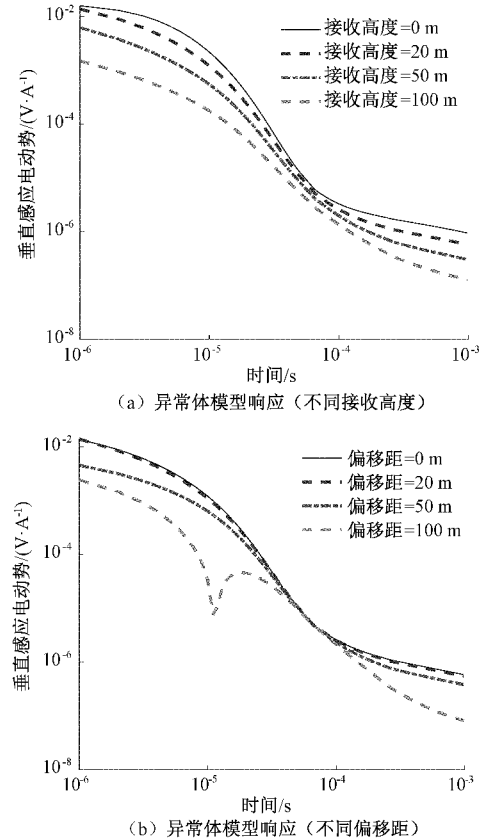 10⁻²
10⁻⁴
10⁻⁶
10⁻⁸
垂直感应电动势/(V·A⁻¹)
接收高度=0 m
接收高度=20 m
接收高度=50 m
接收高度=100 m
10⁻⁶ 10⁻⁵ 10⁻⁴ 10⁻³
时间/s
(a) 异常体模型响应(不同接收高度)
10⁻²
10⁻⁴
10⁻⁶
10⁻⁸
垂直感应电动势/(V·A⁻¹)
偏移距=0 m
偏移距=20 m
偏移距=50 m
偏移距=100 m
10⁻⁶ 10⁻⁵ 10⁻⁴ 10⁻³
时间/s
(b) 异常体模型响应(不同偏移距)